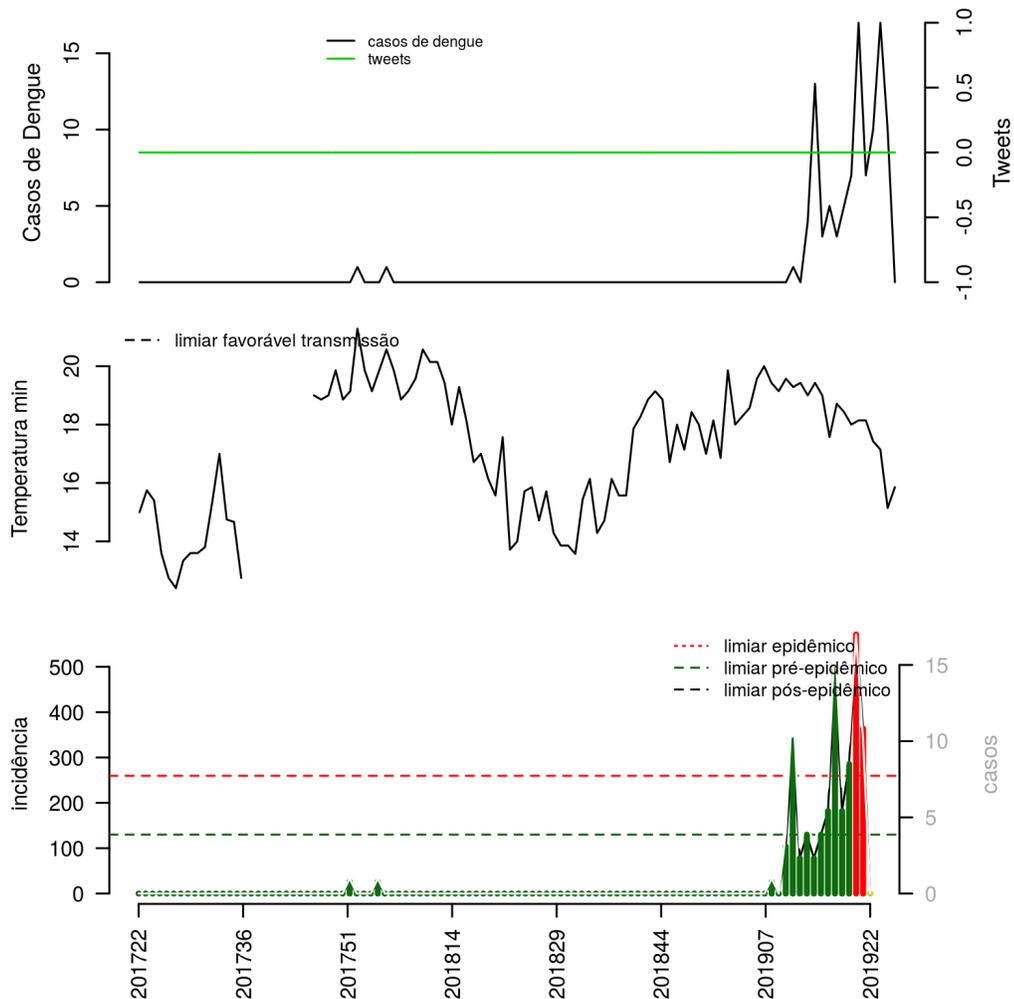 casos de dengue
tweets
Casos de Dengue
0
5
10
15
Tweets
-1.0
-0.5
0.0
0.5
1.0
limiar favorável transmissão
Temperatura min
14
16
18
20
limiar epidêmico
limiar pré-epidêmico
limiar pós-epidêmico
incidência
0
100
200
300
400
500
casos
0
5
10
15
201722
201736
201751
201814
201829
201844
201907
201922